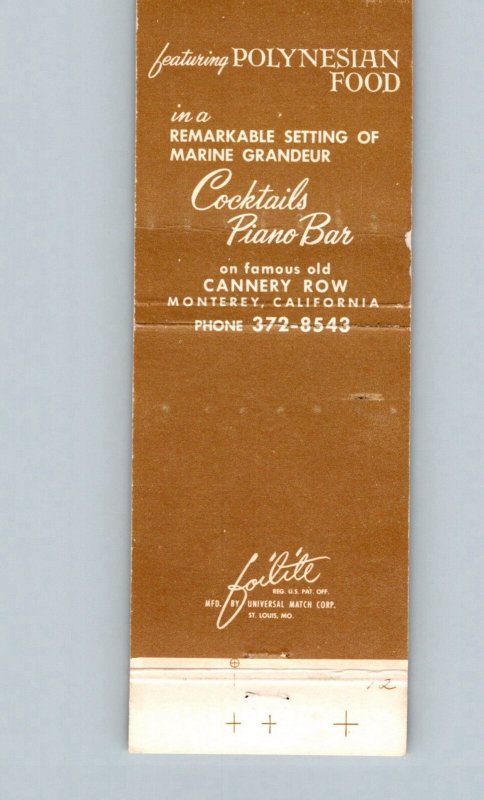 featuring POLYNESIAN
FOOD
in a
REMARKABLE SETTING OF
MARINE GRANDEUR
Cocktails
Piano Bar
on famous old
CANNERY ROW
MONTEREY, CALIFORNIA
PHONE 372-8543
foilite
REG. U.S. PAT. OFF.
MFD. BY UNIVERSAL MATCH CORP.
ST. LOUIS, MO.
12